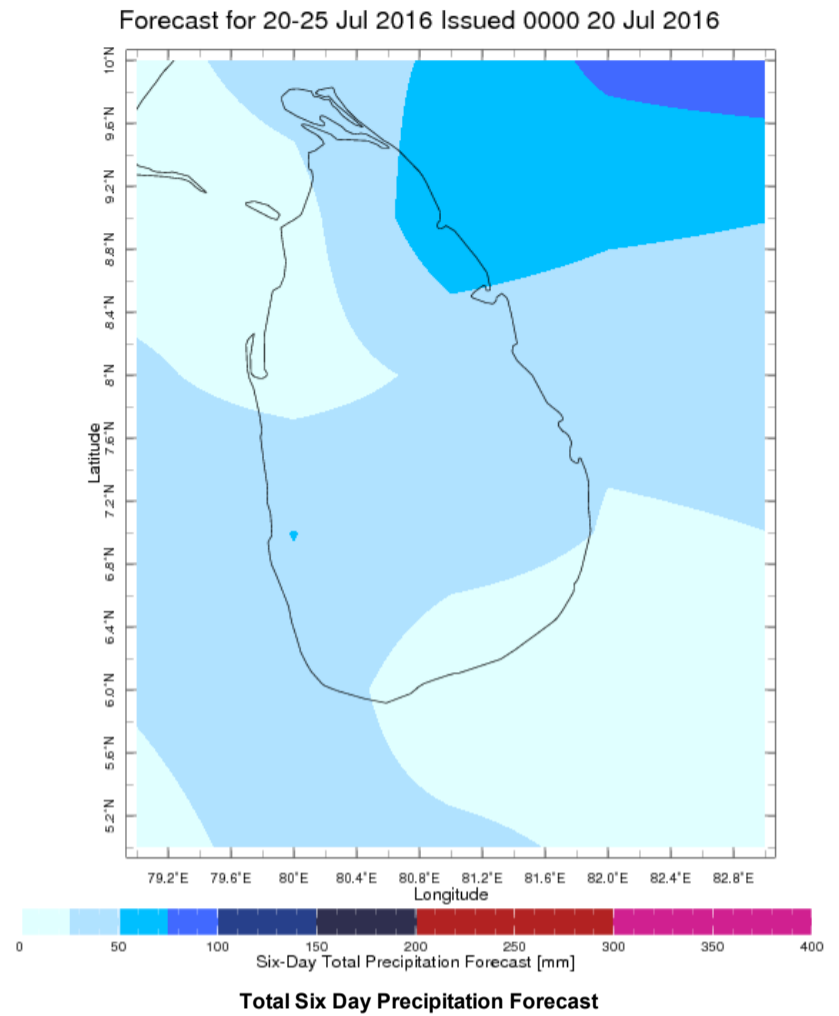 Forecast for 20-25 Jul 2016 Issued 0000 20 Jul 2016
10°N
9.6°N
9.2°N
8.8°N
8.4°N
8°N
7.6°N
7.2°N
6.8°N
6.4°N
6.0°N
5.6°N
5.2°N
Latitude
79.2°E 79.6°E 80°E 80.4°E 80.8°E 81.2°E 81.6°E 82.0°E 82.4°E 82.8°E
Longitude
0 50 100 150 200 250 300 350 400
Six-Day Total Precipitation Forecast [mm]
Total Six Day Precipitation Forecast